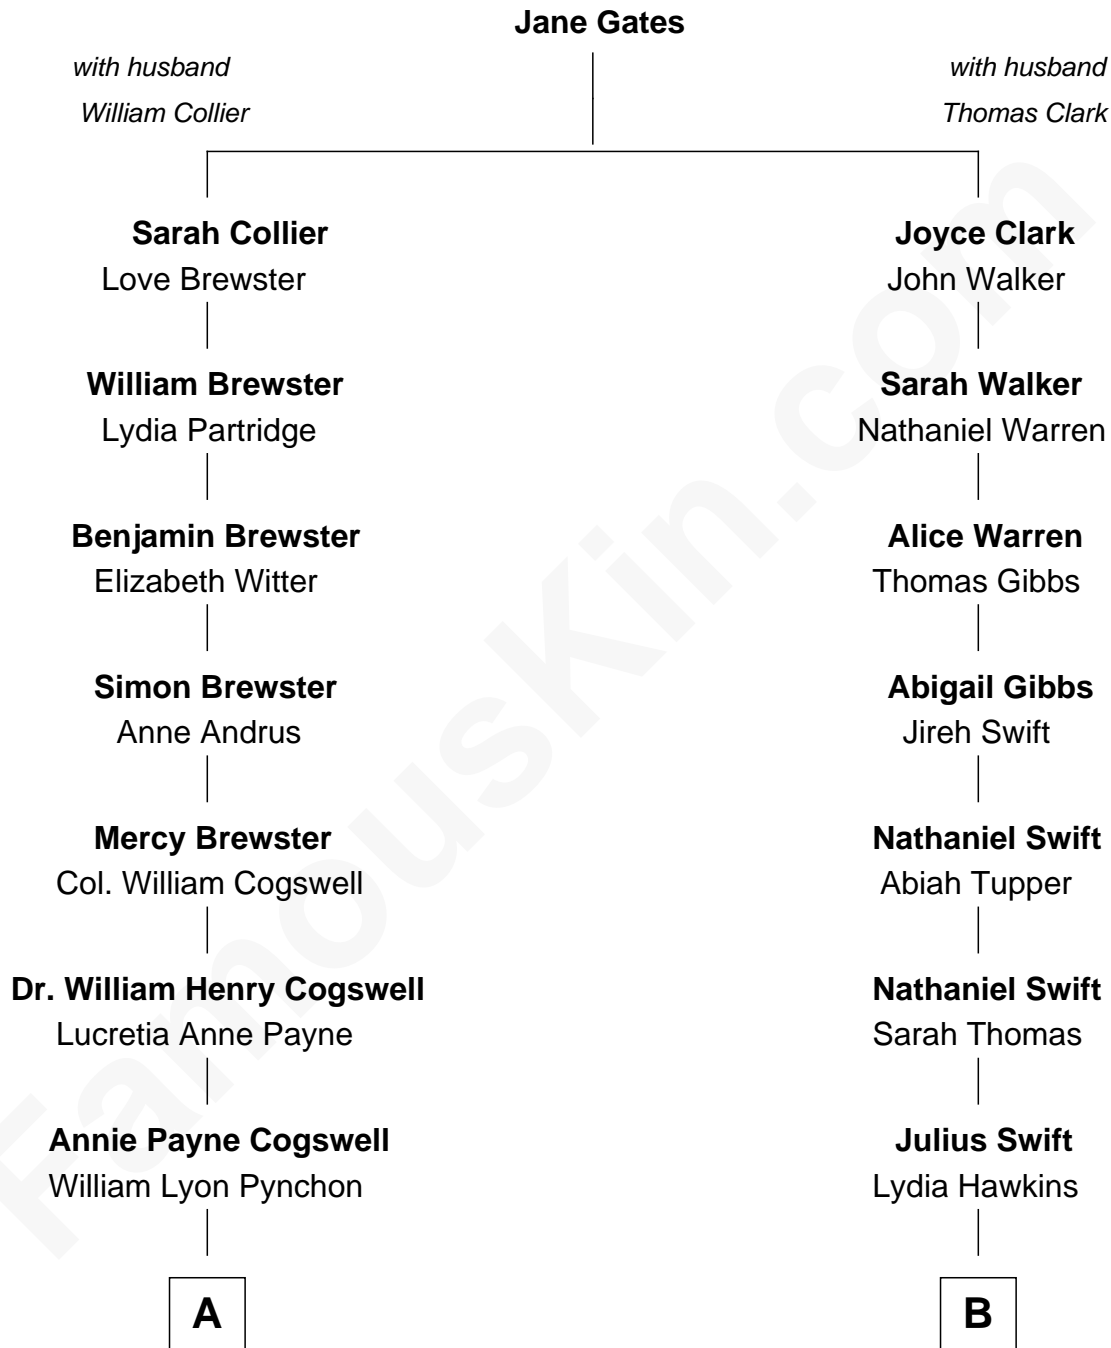 Jane Gates
with husband
William Collier
with husband
Thomas Clark
Sarah Collier
Love Brewster
Joyce Clark
John Walker
William Brewster
Lydia Partridge
Sarah Walker
Nathaniel Warren
Benjamin Brewster
Elizabeth Witter
Alice Warren
Thomas Gibbs
Simon Brewster
Anne Andrus
Abigail Gibbs
Jireh Swift
Mercy Brewster
Col. William Cogswell
Nathaniel Swift
Abiah Tupper
Dr. William Henry Cogswell
Lucretia Anne Payne
Nathaniel Swift
Sarah Thomas
Annie Payne Cogswell
William Lyon Pynchon
Julius Swift
Lydia Hawkins
A
B
FamousKin.com